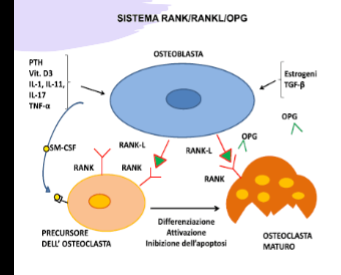 SISTEMA RANK/RANKL/OPG
OSTEOBLASTA
PTH
Vit. D3
IL-1, IL-11,
IL-17
TNF-α
Estrogeni
TGF-β
OPG
SM-CSF
RANK-L
RANK-L
OPG
RANK
RANK
RANK
PRECURSORE
DELL' OSTEOCLASTA
Differenziazione
Attivazione
Inibizione dell'apoptosi
OSTEOCLASTA
MATURO